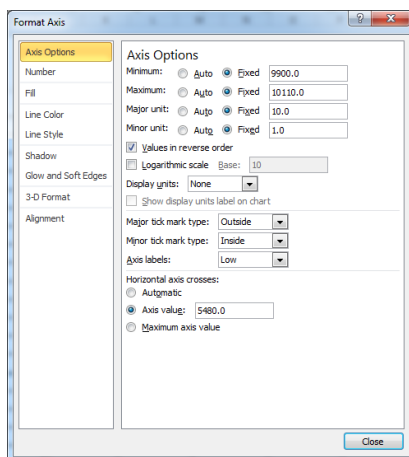 Format Axis
Axis Options
Number
Fill
Line Color
Line Style
Shadow
Glow and Soft Edges
3-D Format
Alignment
Axis Options
Minimum: Auto Fixed 9900.0
Maximum: Auto Fixed 10110.0
Major unit: Auto Fixed 10.0
Minor unit: Auto Fixed 1.0
Values in reverse order
Logarithmic scale Base: 10
Display units: None
Show display units label on chart
Major tick mark type: Outside
Minor tick mark type: Inside
Axis labels: Low
Horizontal axis crosses:
Automatic
Axis value: 5480.0
Maximum axis value
Close